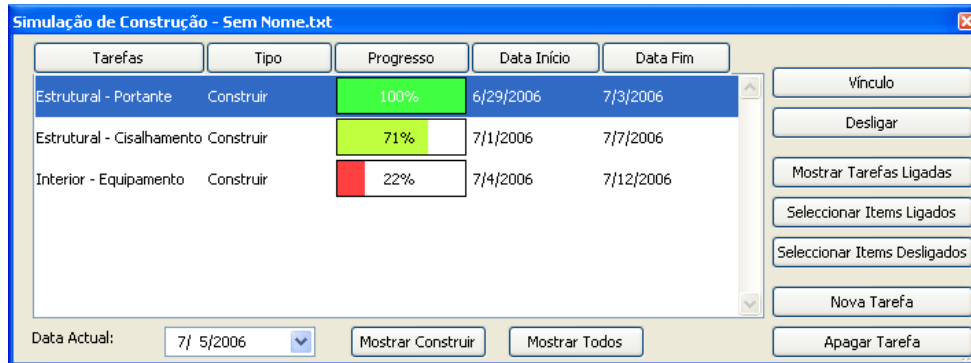 Simulação de Construção - Sem Nome.txt
Tarefas Tipo Progresso Data Início Data Fim
Estrutural - Portante Construir 100% 6/29/2006 7/3/2006
Estrutural - Cisalhamento Construir 71% 7/1/2006 7/7/2006
Interior - Equipamento Construir 22% 7/4/2006 7/12/2006
Vínculo
Desligar
Mostrar Tarefas Ligadas
Seleccionar Items Ligados
Seleccionar Items Desligados
Nova Tarefa
Apagar Tarefa
Data Actual: 7/ 5/2006 Mostrar Construir Mostrar Todos